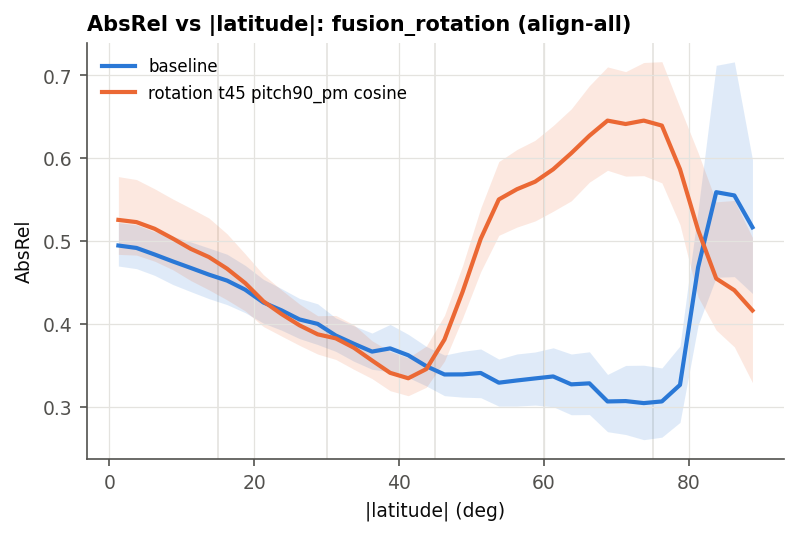 AbsRel vs |latitude|: fusion_rotation (align-all)
baseline
rotation t45 pitch90_pm cosine
AbsRel
0.7
0.6
0.5
0.4
0.3
0 20 40 60 80
|latitude| (deg)